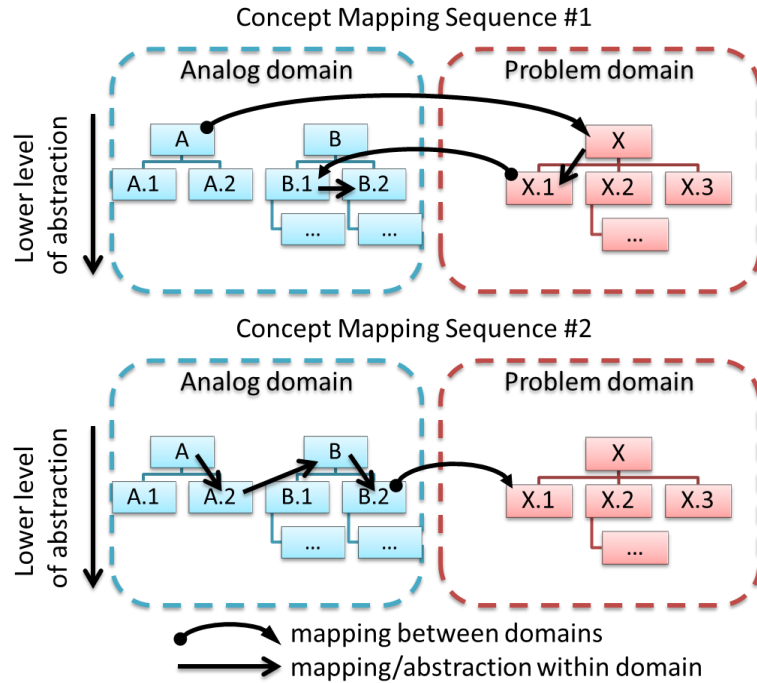 Concept Mapping Sequence #1
Analog domain
Problem domain
Lower level
of abstraction
A
B
X
A.1
A.2
B.1
B.2
X.1
X.2
X.3
...
...
...
Concept Mapping Sequence #2
Analog domain
Problem domain
Lower level
of abstraction
A
B
X
A.1
A.2
B.1
B.2
X.1
X.2
X.3
...
...
...
mapping between domains
mapping/abstraction within domain